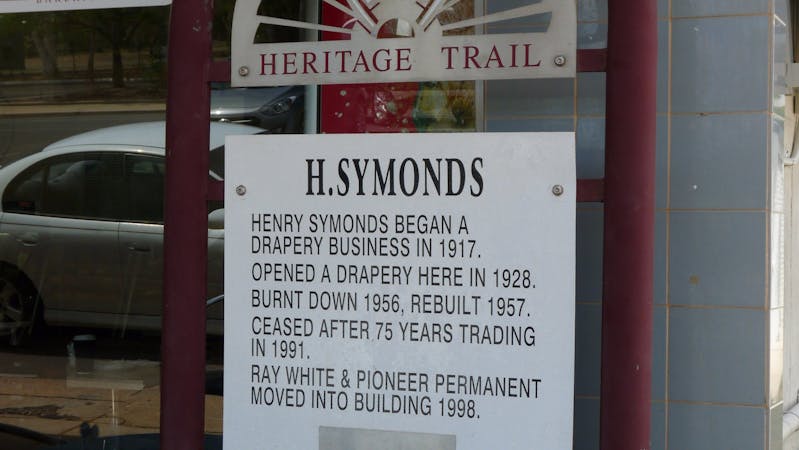 HERITAGE TRAIL
H.SYMONDS
HENRY SYMONDS BEGAN A
DRAPERY BUSINESS IN 1917.
OPENED A DRAPERY HERE IN 1928.
BURNT DOWN 1956, REBUILT 1957.
CEASED AFTER 75 YEARS TRADING
IN 1991.
RAY WHITE & PIONEER PERMANENT
MOVED INTO BUILDING 1998.